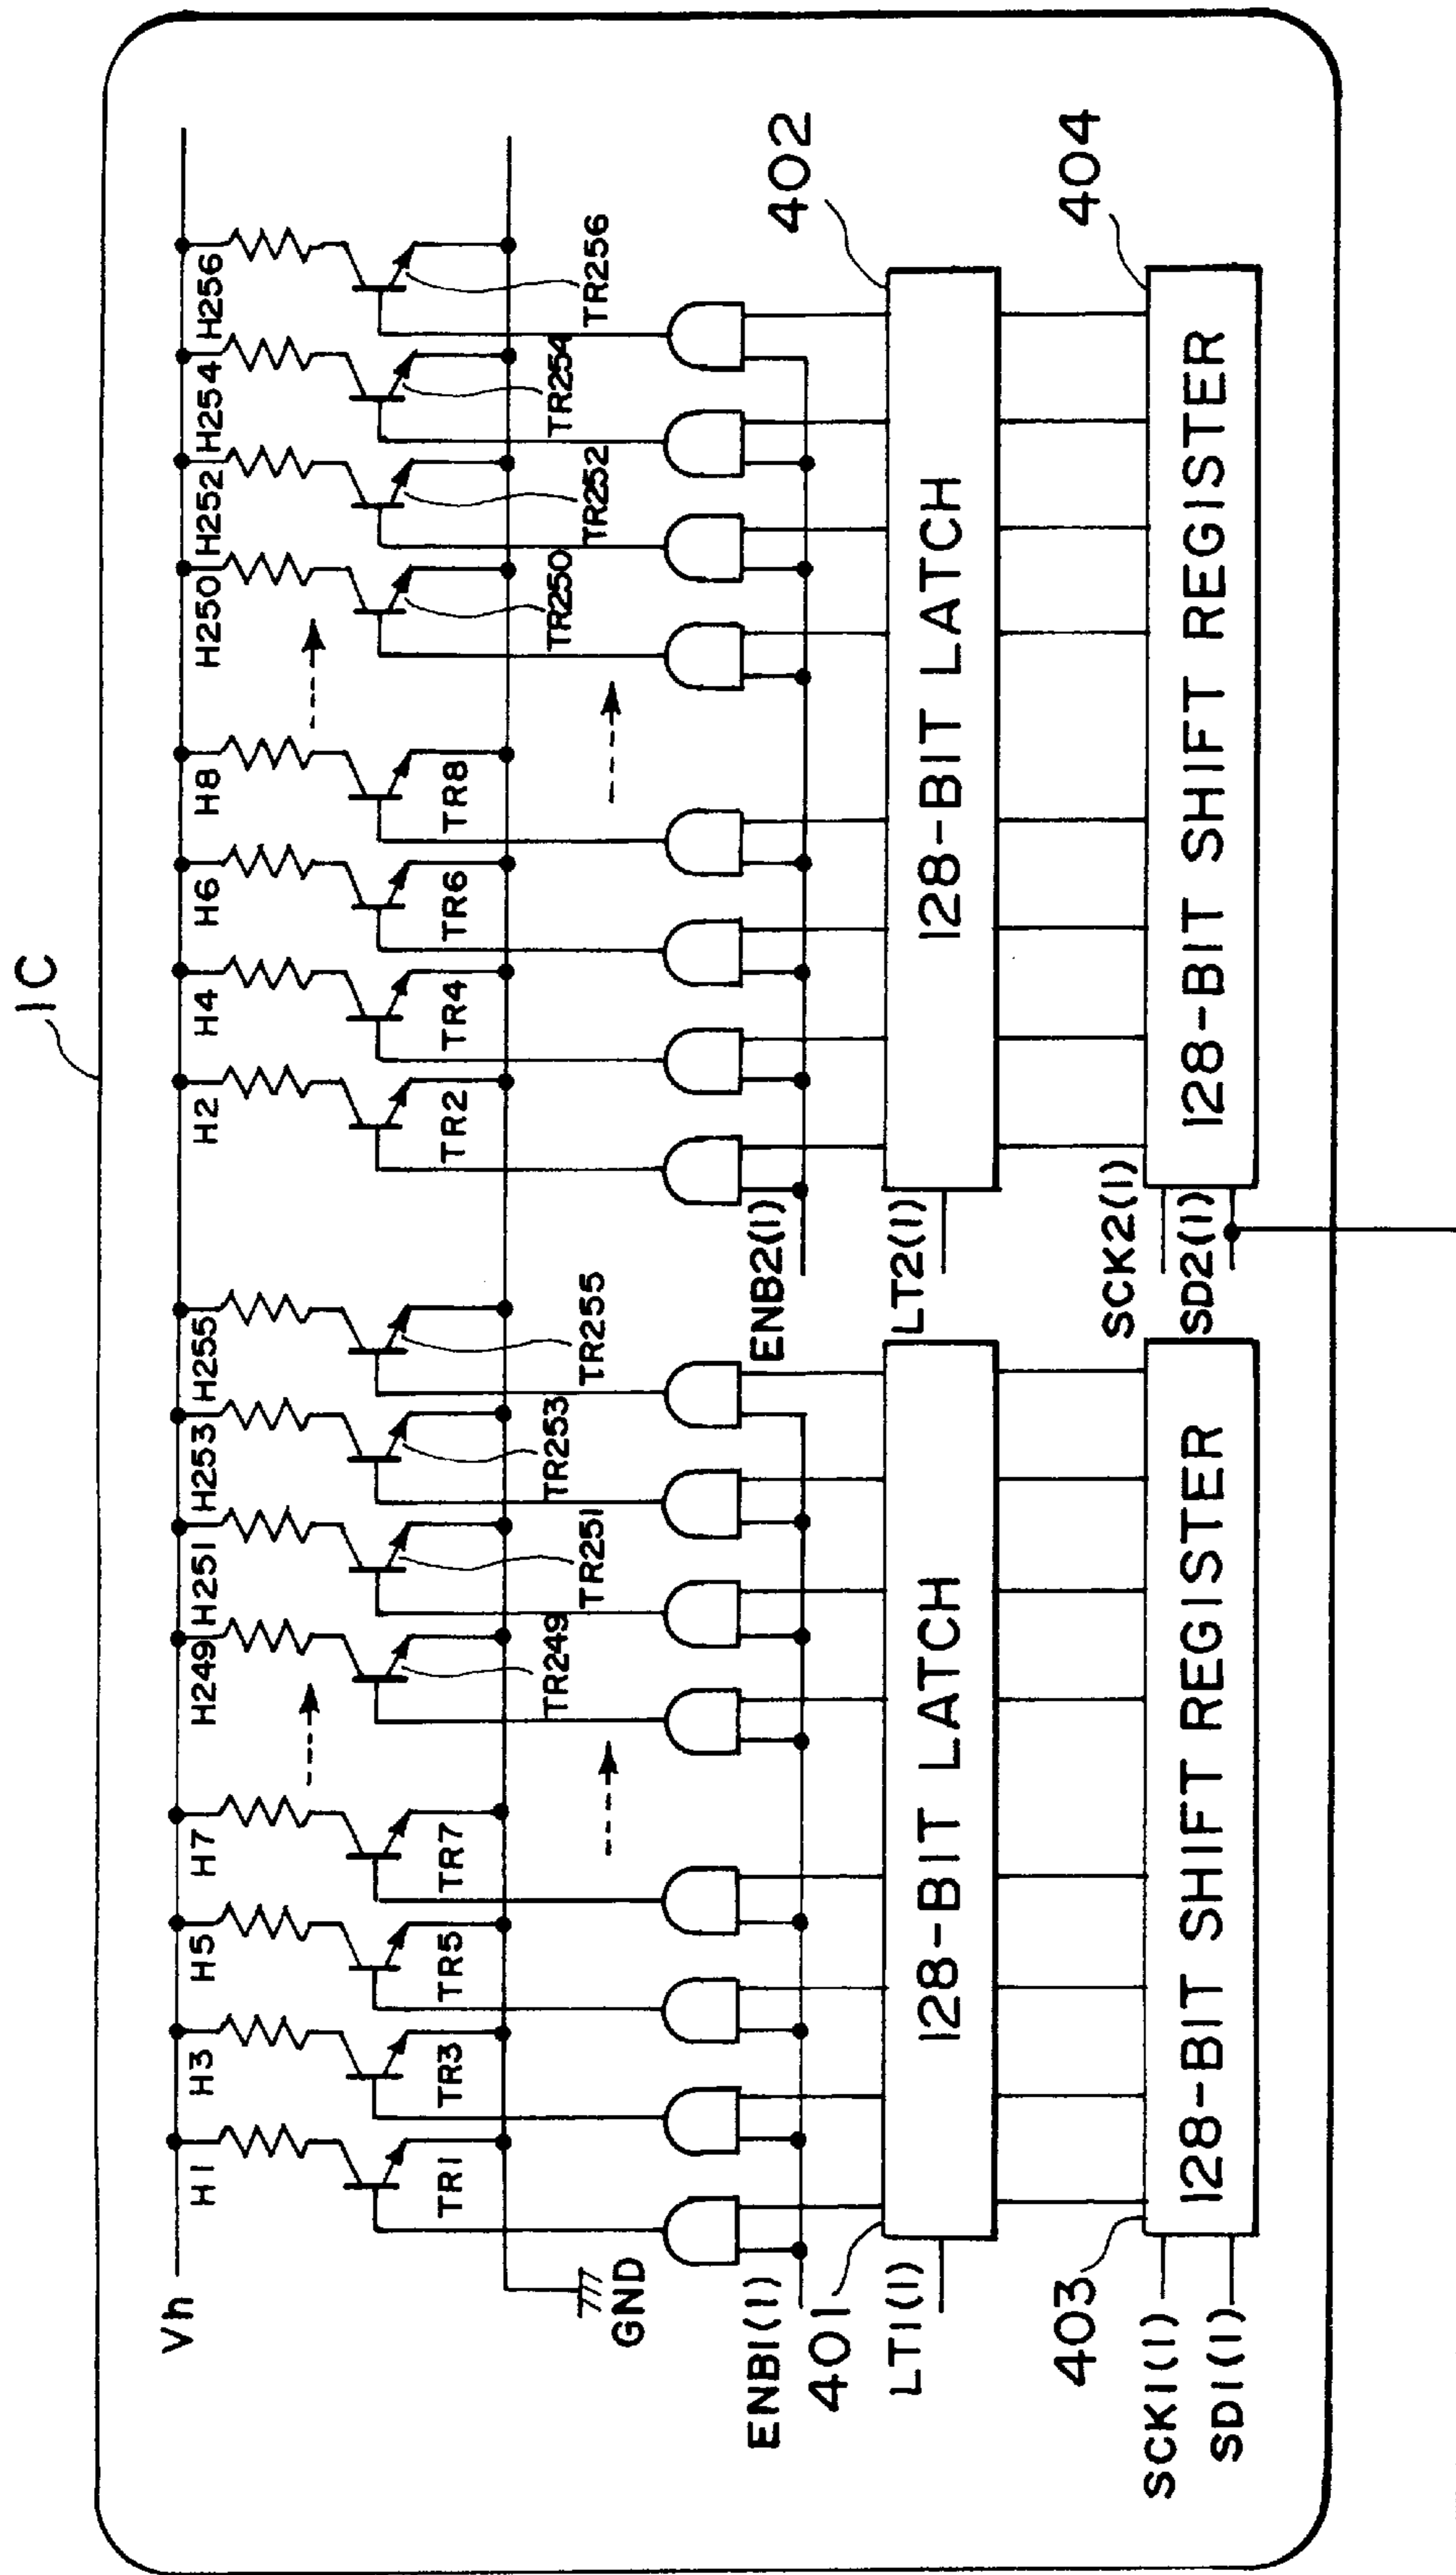 1C
Vh
H1
H3
H5
H7
H249
H251
H253
H255
H2
H4
H6
H8
H250
H252
H254
H256
TR1
TR3
TR5
TR7
TR249
TR251
TR253
TR255
TR2
TR4
TR6
TR8
TR250
TR252
TR254
TR256
GND
ENB1(1)
ENB2(1)
401
LT1(1)
128-BIT LATCH
LT2(1)
128-BIT LATCH
402
403
SCK1(1)
SD1(1)
128-BIT SHIFT REGISTER
SCK2(1)
SD2(1)
128-BIT SHIFT REGISTER
404